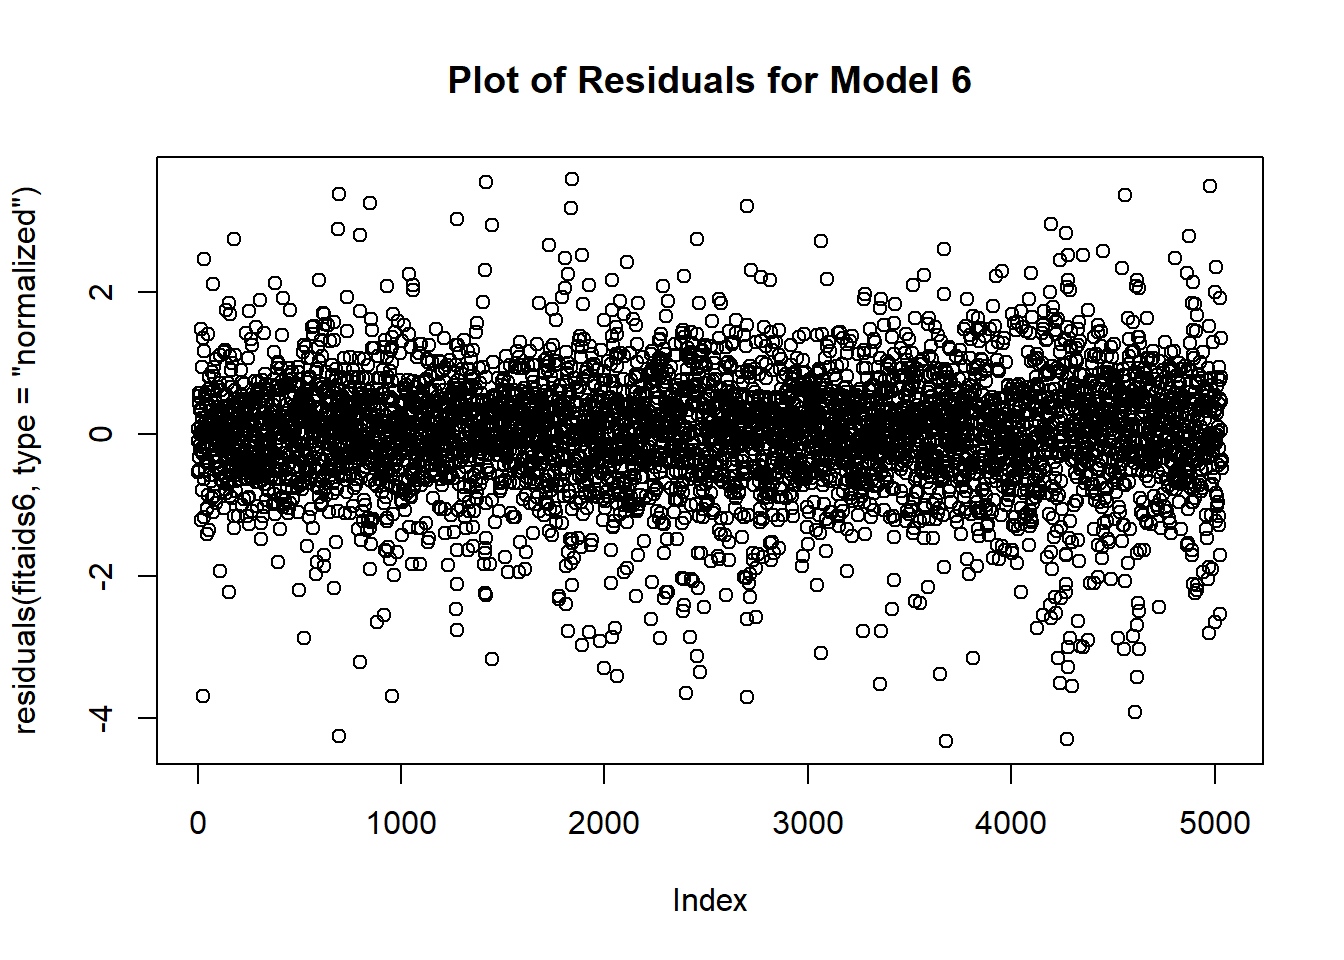 Plot of Residuals for Model 6
residuals(fitaids6, type = "normalized")
2
0
-2
-4
0 1000 2000 3000 4000 5000
Index